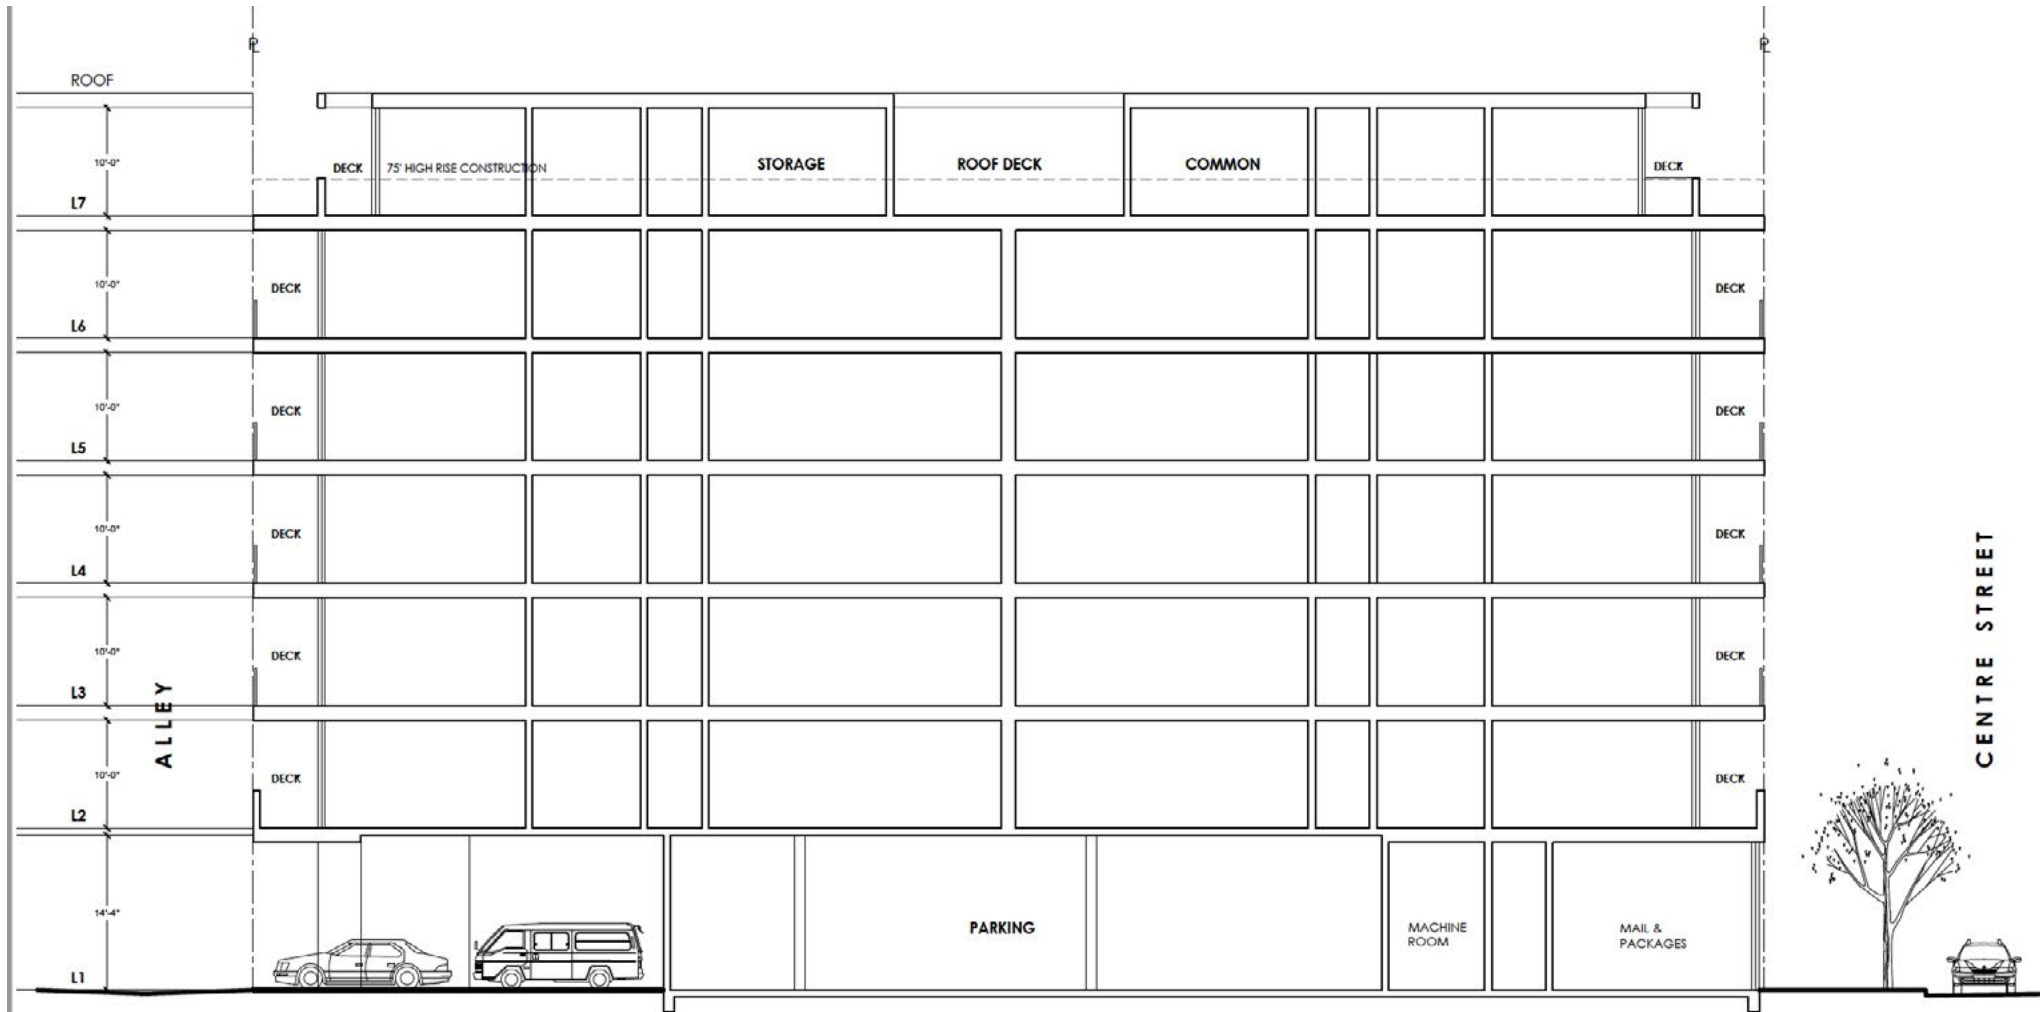 PL
PL
ROOF
10'-0"
DECK
75' HIGH RISE CONSTRUCTION
STORAGE
ROOF DECK
COMMON
DECK
L7
10'-0"
DECK
DECK
L6
10'-0"
DECK
DECK
L5
10'-0"
DECK
DECK
L4
10'-0"
DECK
DECK
L3
10'-0"
DECK
DECK
L2
14'-4"
PARKING
MACHINE
ROOM
MAIL &
PACKAGES
L1
ALLEY
CENTRE STREET